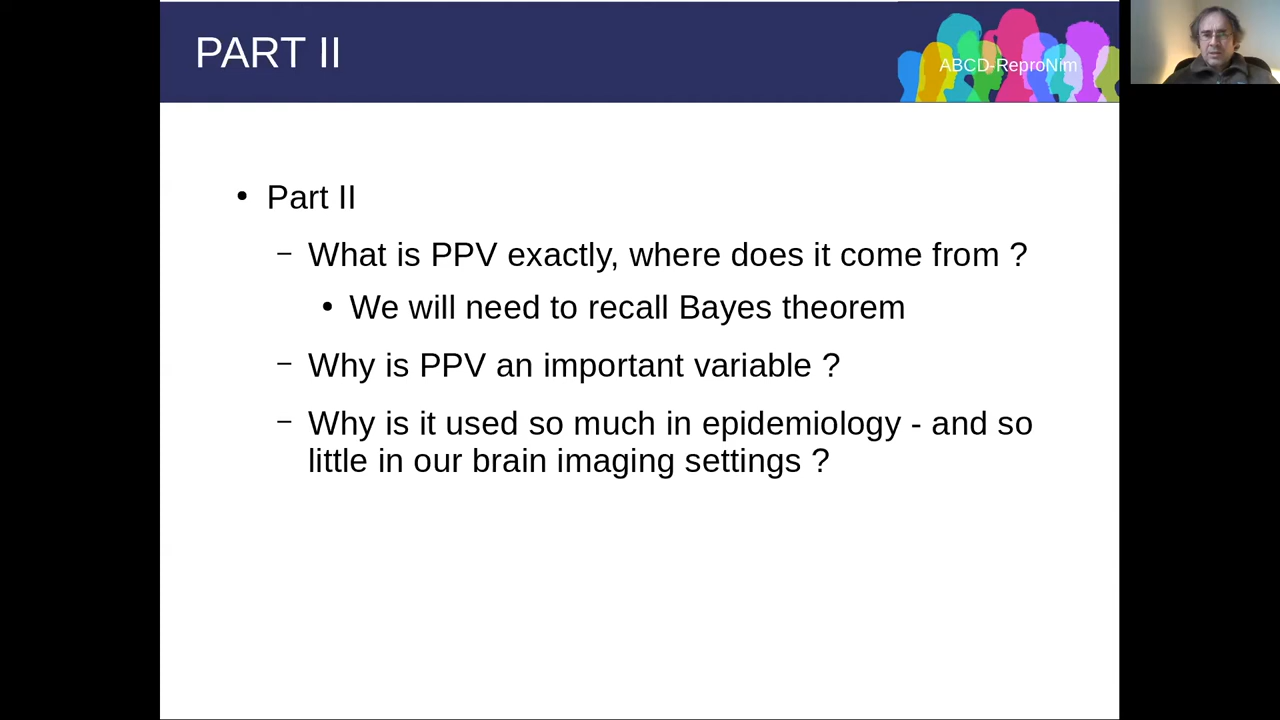 PART II
ABCD-ReproNim
• Part II
– What is PPV exactly, where does it come from ?
• We will need to recall Bayes theorem
– Why is PPV an important variable ?
– Why is it used so much in epidemiology - and so
little in our brain imaging settings ?